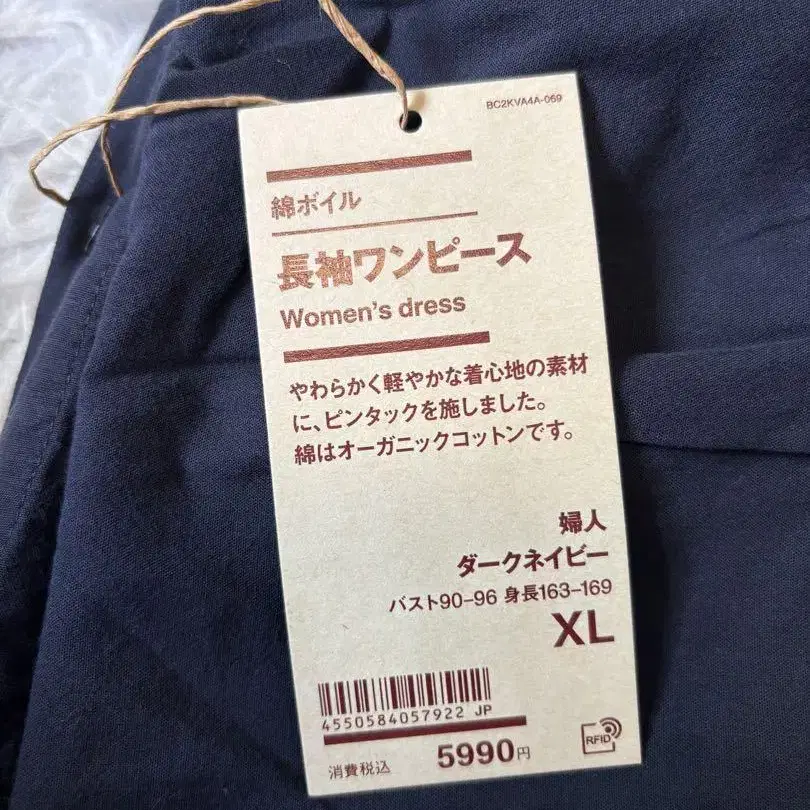 BC2KVA4A-069
綿ボイル
長袖ワンピース
Women's dress
やわらかく軽やかな着心地の素材
に、ピンタックを施しました。
綿はオーガニックコットンです。
婦人
ダークネイビー
バスト90-96 身長163-169
XL
4550584057922 JP
消費税込 5990円
RFID